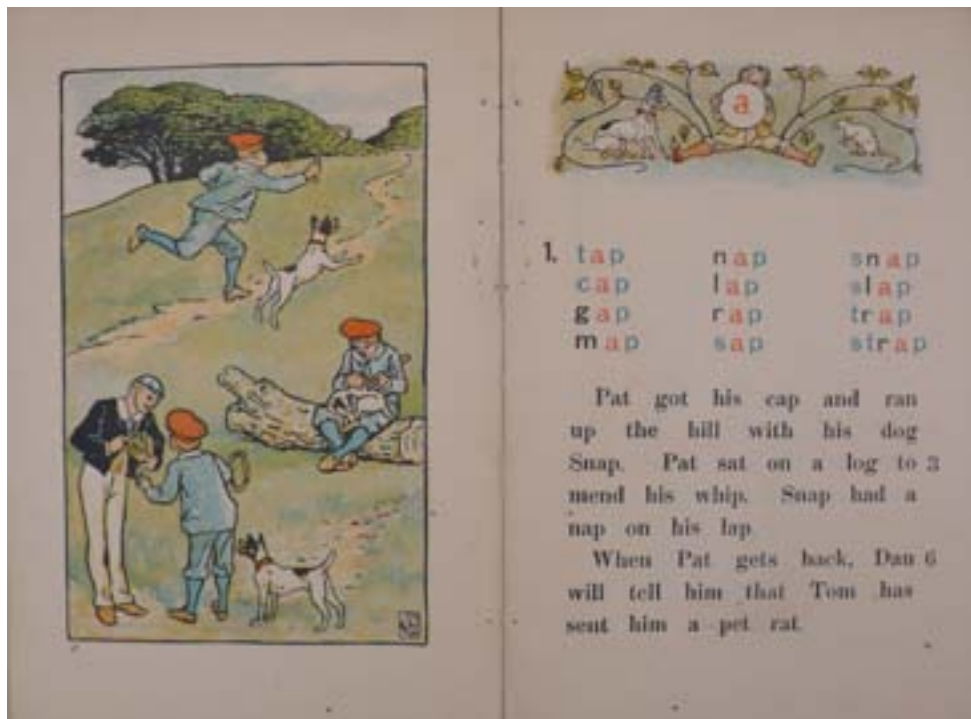 a
1. tap nap snap
cap lap slap
gap rap trap
map sap strap
Pat got his cap and ran
up the hill with his dog
Snap. Pat sat on a log to 3
mend his whip. Snap had a
nap on his lap.
When Pat gets back, Dan 6
will tell him that Tom has
sent him a pet rat.